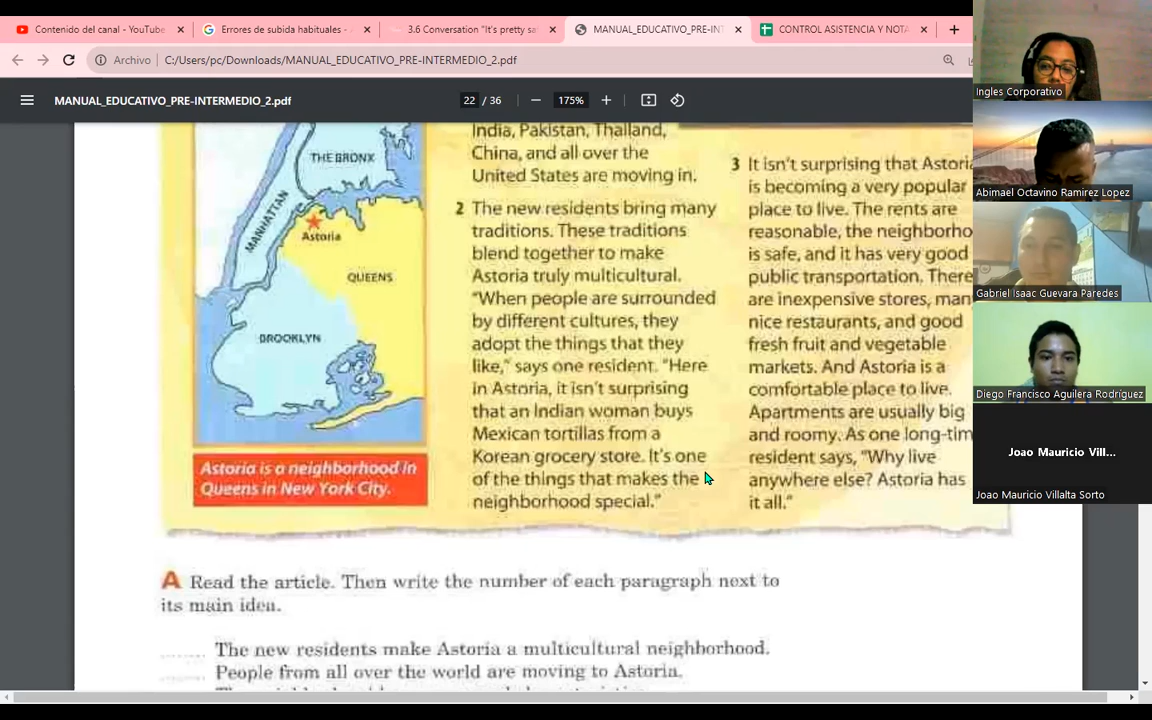 Contenido del canal - YouTube
Errores de subida habituales -
3.6 Conversation "It's pretty sa
MANUAL_EDUCATIVO_PRE-INT
CONTROL ASISTENCIA Y NOTA
Archivo
C:/Users/pc/Downloads/MANUAL_EDUCATIVO_PRE-INTERMEDIO_2.pdf
MANUAL_EDUCATIVO_PRE-INTERMEDIO_2.pdf
22 / 36
175%
THE BRONX
MANHATTAN
Astoria
QUEENS
BROOKLYN
Astoria is a neighborhood in
Queens in New York City.
India, Pakistan, Thailand,
China, and all over the
United States are moving in.
2 The new residents bring many
traditions. These traditions
blend together to make
Astoria truly multicultural.
"When people are surrounded
by different cultures, they
adopt the things that they
like," says one resident. "Here
in Astoria, it isn't surprising
that an Indian woman buys
Mexican tortillas from a
Korean grocery store. It's one
of the things that makes the
neighborhood special."
3 It isn't surprising that Astoria
is becoming a very popular
place to live. The rents are
reasonable, the neighborho
is safe, and it has very good
public transportation. There
are inexpensive stores, man
nice restaurants, and good
fresh fruit and vegetable
markets. And Astoria is a
comfortable place to live.
Apartments are usually big
and roomy. As one long-tim
resident says, "Why live
anywhere else? Astoria has
it all."
A Read the article. Then write the number of each paragraph next to
its main idea.
The new residents make Astoria a multicultural neighborhood.
People from all over the world are moving to Astoria.
Ingles Corporativo
Abimael Octavino Ramirez Lopez
Gabriel Isaac Guevara Paredes
Diego Francisco Aguilera Rodríguez
Joao Mauricio Vill...
Joao Mauricio Villalta Sorto